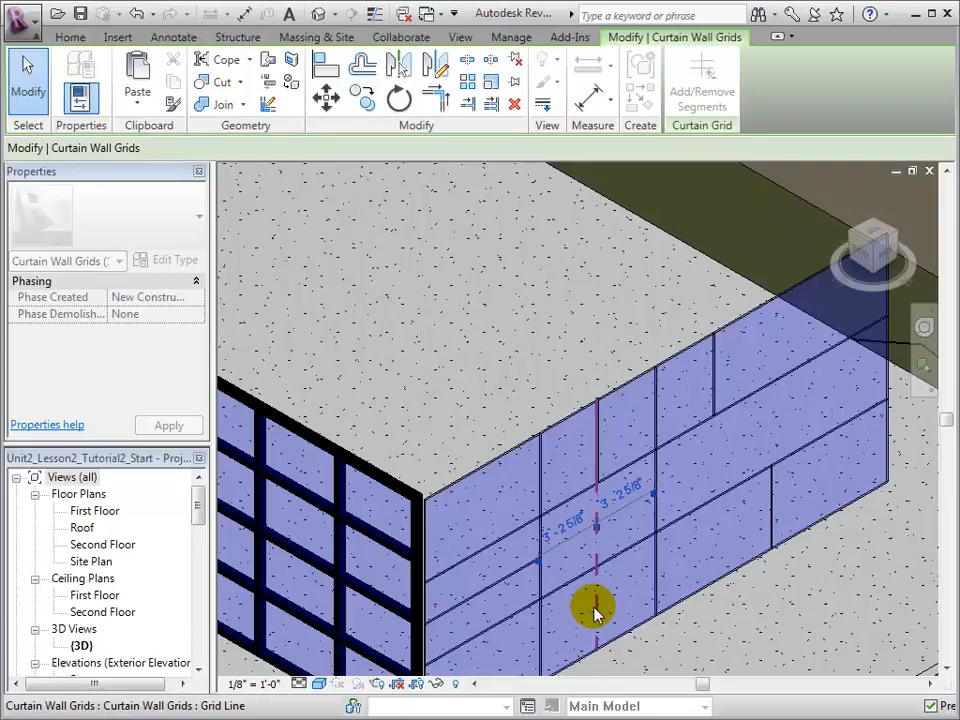 Autodesk Rev...
Type a keyword or phrase
Home Insert Annotate Structure Massing & Site Collaborate View Manage Add-Ins Modify | Curtain Wall Grids
Modify
Paste
Cope
Cut
Join
Add/Remove
Segments
Select Properties Clipboard Geometry Modify View Measure Create Curtain Grid
Modify | Curtain Wall Grids
Properties
Curtain Wall Grids (
Edit Type
Phasing
Phase Created New Constru...
Phase Demolish... None
Properties help
Apply
Unit2_Lesson2_Tutorial2_Start - Proj...
Views (all)
Floor Plans
First Floor
Roof
Second Floor
Site Plan
Ceiling Plans
First Floor
Second Floor
3D Views
{3D}
Elevations (Exterior Elevation
3' - 2 5/8"
3' - 2 5/8"
1/8" = 1'-0"
Curtain Wall Grids : Curtain Wall Grids : Grid Line
Main Model
Pre